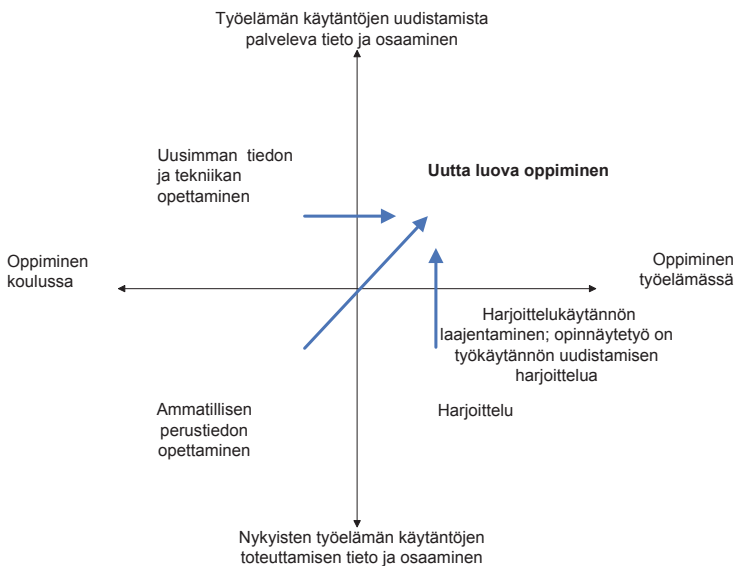 Työelämän käytäntöjen uudistamista
palveleva tieto ja osaaminen
Uusimman tiedon
ja tekniikan
opettaminen
Uutta luova oppiminen
Oppiminen
koulussa
Oppiminen
työelämässä
Harjoittelukäytännön
laajentaminen; opinnäytetyö on
työkäytännön uudistamisen
harjoittelua
Ammatillisen
perustiedon
opettaminen
Harjoittelu
Nykyisten työelämän käytäntöjen
toteuttamisen tieto ja osaaminen